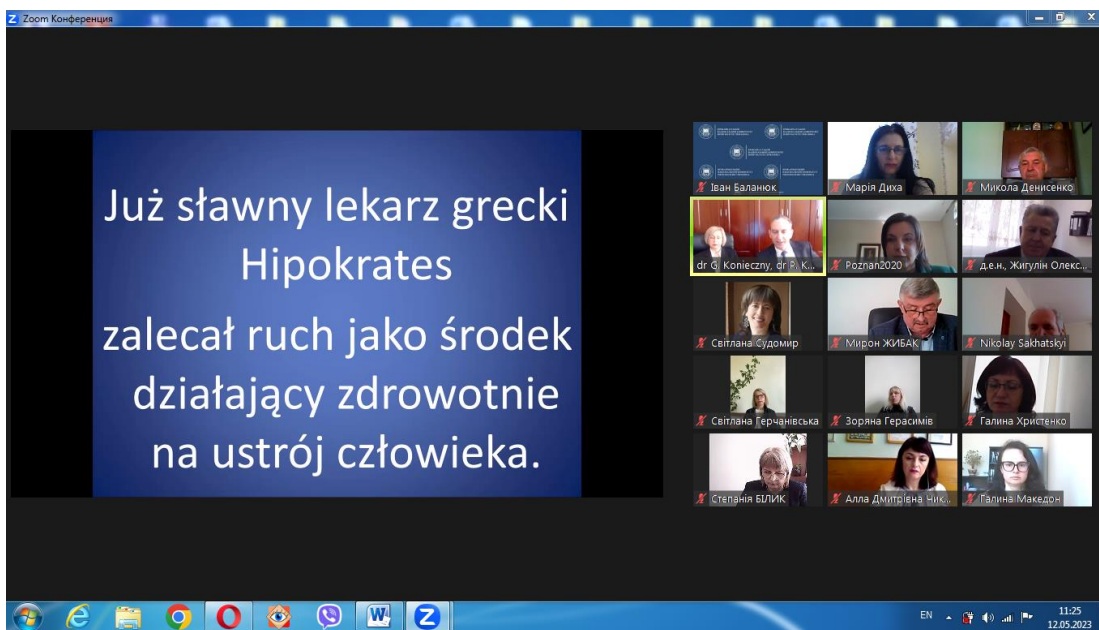 Zoom Конференция
Już sławny lekarz grecki
Hipokrates
zalecał ruch jako środek
działający zdrowotnie
na ustrój człowieka.
Іван Баланюк
Марія Диха
Микола Денисенко
dr G. Konieczny, dr P. K...
Poznan2020
д.е.н., Жигулін Олекс...
Світлана Судомир
Мирон ЖИБАК
Nikolay Sakhatskyi
Світлана Герчанівська
Зоряна Герасимів
Галина Христенко
Степанія БІЛИК
Алла Дмитрівна Чик...
Галина Македон
EN
11:25
12.05.2023